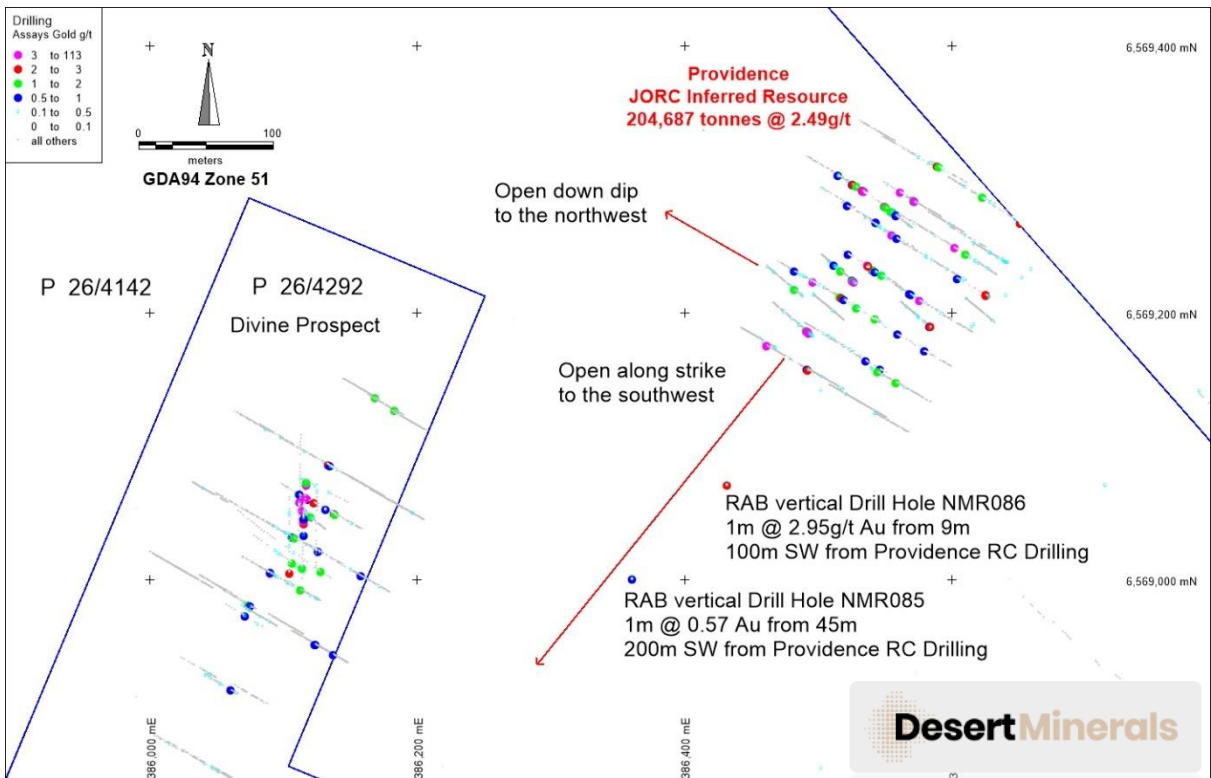 Drilling
Assays Gold g/t
3 to 113
2 to 3
1 to 2
0.5 to 1
0.1 to 0.5
0 to 0.1
all others
N
0 100
meters
GDA94 Zone 51
Providence
JORC Inferred Resource
204,687 tonnes @ 2.49g/t
6,569,400 mN
Open down dip
to the northwest
P 26/4142
P 26/4292
Divine Prospect
6,569,200 mN
Open along strike
to the southwest
RAB vertical Drill Hole NMR086
1m @ 2.95g/t Au from 9m
100m SW from Providence RC Drilling
6,569,000 mN
RAB vertical Drill Hole NMR085
1m @ 0.57 Au from 45m
200m SW from Providence RC Drilling
386,000 mE
386,200 mE
386,400 mE
DesertMinerals